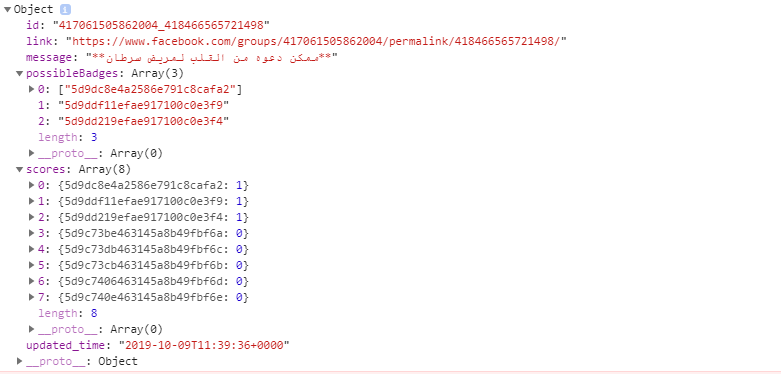 ▼ Object i
id: "417061505862004_418466565721498"
link: "https://www.facebook.com/groups/417061505862004/permalink/418466565721498/"
message: "**ممكن دعوه من القلب لمريض سرطان**"
▼ possibleBadges: Array(3)
▶ 0: ["5d9dc8e4a2586e791c8cafa2"]
1: "5d9ddf11efae917100c0e3f9"
2: "5d9dd219efae917100c0e3f4"
length: 3
▶ __proto__: Array(0)
▼ scores: Array(8)
▶ 0: {5d9dc8e4a2586e791c8cafa2: 1}
▶ 1: {5d9ddf11efae917100c0e3f9: 1}
▶ 2: {5d9dd219efae917100c0e3f4: 1}
▶ 3: {5d9c73be463145a8b49fbf6a: 0}
▶ 4: {5d9c73db463145a8b49fbf6c: 0}
▶ 5: {5d9c73cb463145a8b49fbf6b: 0}
▶ 6: {5d9c7406463145a8b49fbf6d: 0}
▶ 7: {5d9c740e463145a8b49fbf6e: 0}
length: 8
▶ __proto__: Array(0)
updated_time: "2019-10-09T11:39:36+0000"
▶ __proto__: Object